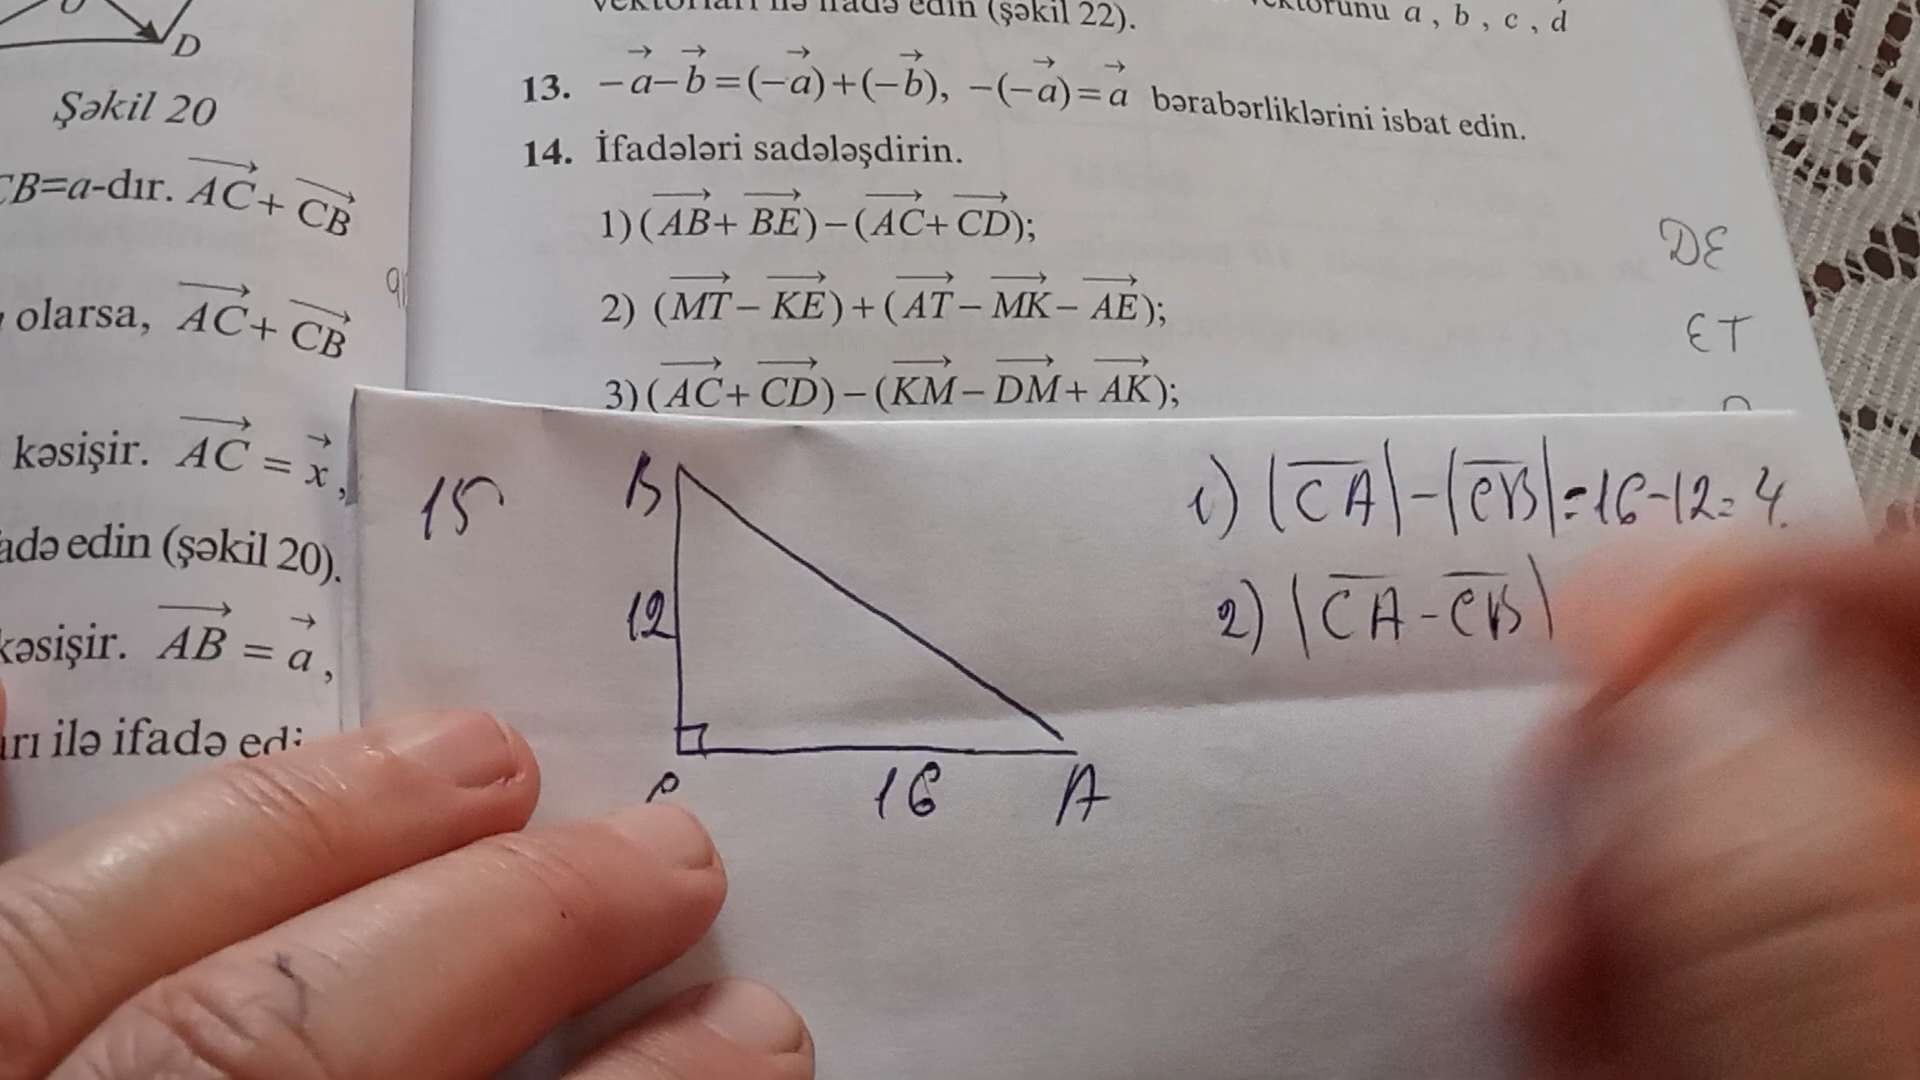 D
Şəkil 20
CB=a-dır. AC+ CB
olarsa, AC+ CB
kəsişir. AC = x,
adə edin (şəkil 20).
kəsişir. AB = a,
arı ilə ifadə edi
vektorları ilə ifadə edin (şəkil 22).
a, b, c, d
13. −a−b=(−a)+(−b), −(−a)=a bərabərliklərini isbat edin.
14. İfadələri sadələşdirin.
1)(AB+ BE)−(AC+ CD);
DE
2) (MT− KE)+(AT− MK− AE);
ET
3)(AC+ CD)−(KM− DM+ AK);
15
B
12
C
16
A
1) |CA|−|CB|=16−12=4.
2) |CA−CB|